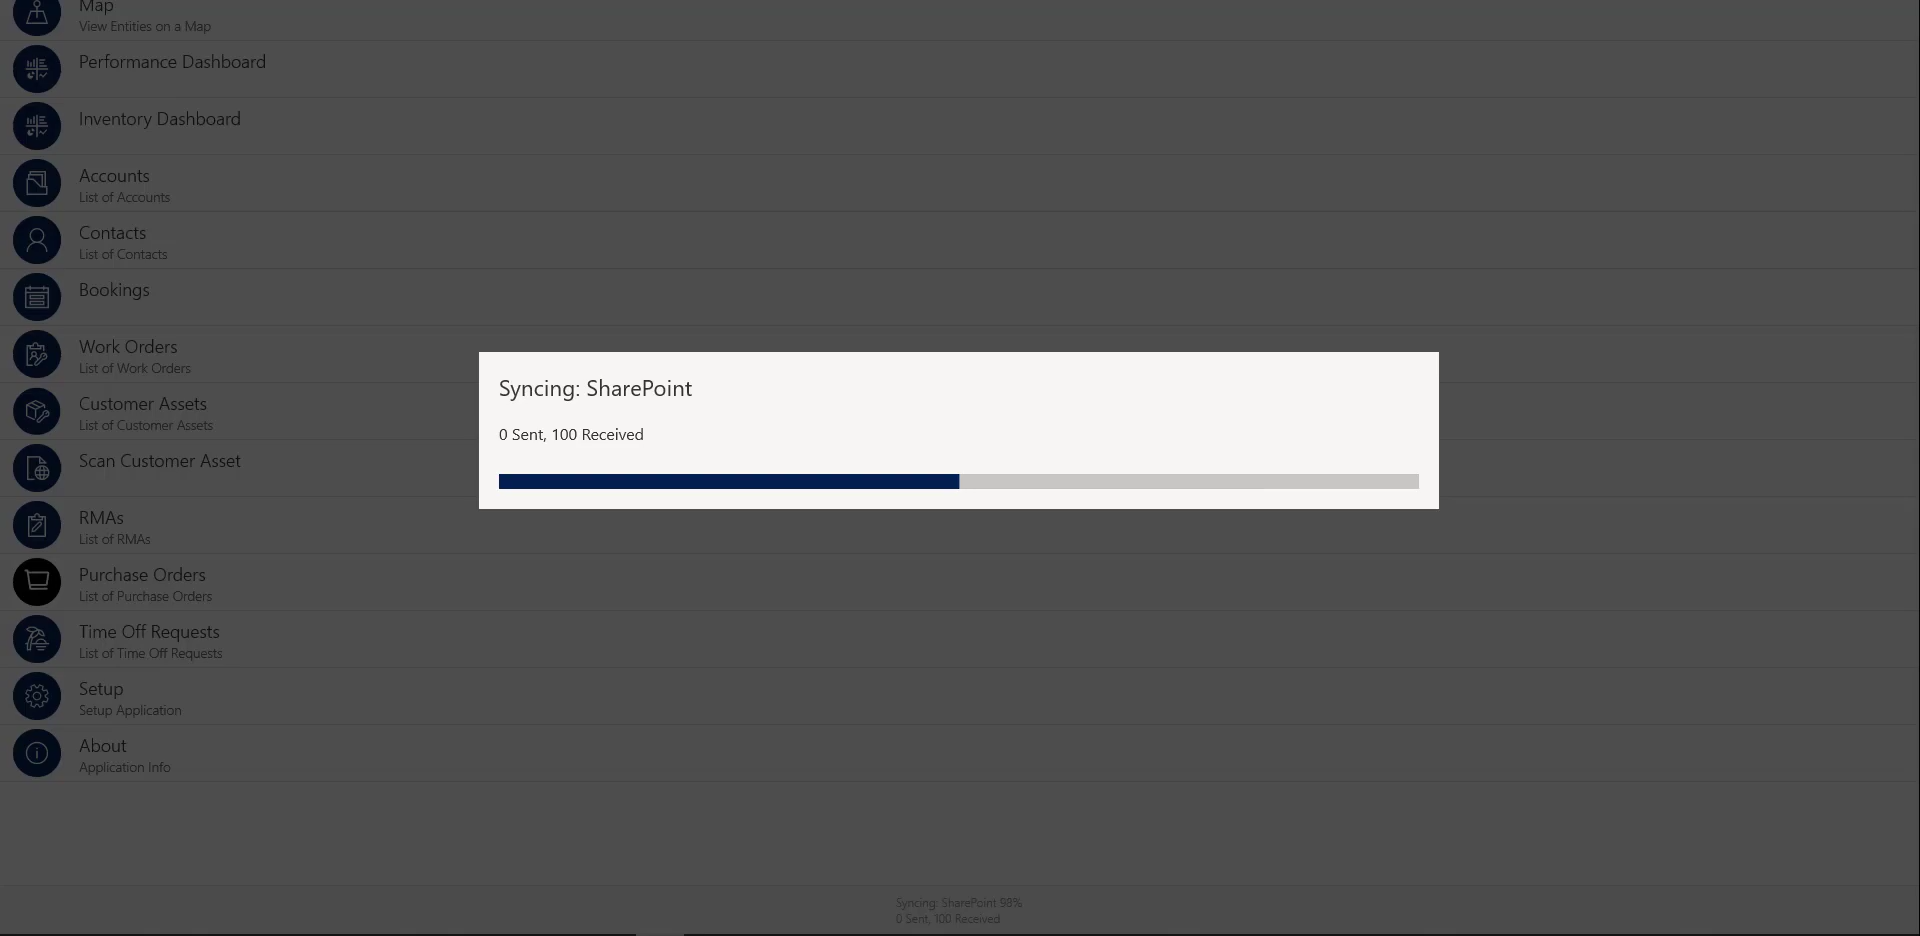 Map
View Entities on a Map
Performance Dashboard
Inventory Dashboard
Accounts
List of Accounts
Contacts
List of Contacts
Bookings
Work Orders
List of Work Orders
Customer Assets
List of Customer Assets
Scan Customer Asset
RMAs
List of RMAs
Purchase Orders
List of Purchase Orders
Time Off Requests
List of Time Off Requests
Setup
Setup Application
About
Application Info
Syncing: SharePoint
0 Sent, 100 Received
Syncing: SharePoint 98%
0 Sent, 100 Received